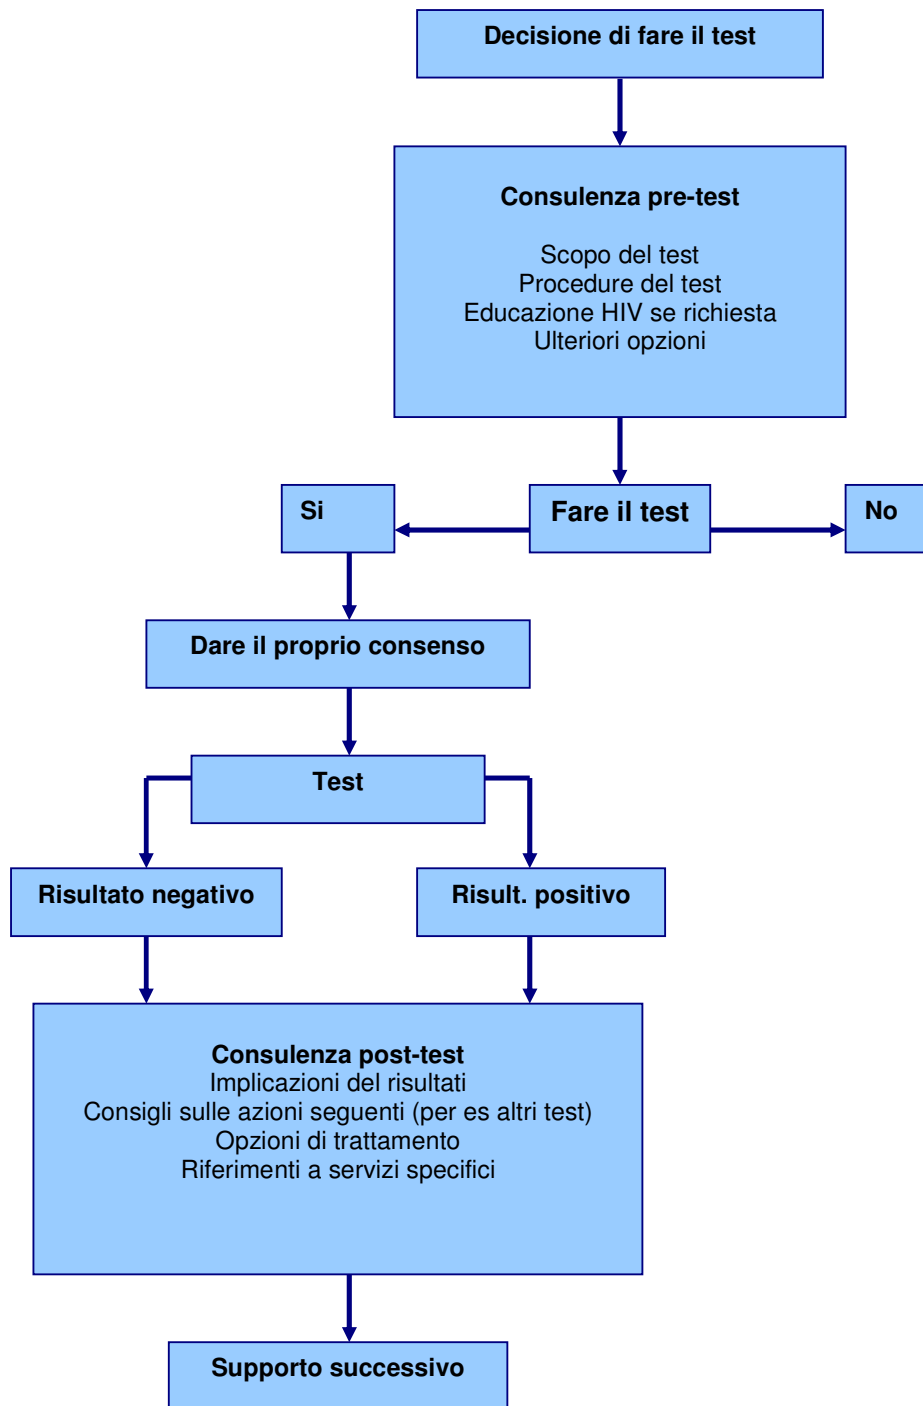 Decisione di fare il test
Consulenza pre-test
Scopo del test
Procedure del test
Educazione HIV se richiesta
Ulteriori opzioni
Si
Fare il test
No
Dare il proprio consenso
Test
Risultato negativo
Risult. positivo
Consulenza post-test
Implicazioni del risultati
Consigli sulle azioni seguenti (per es altri test)
Opzioni di trattamento
Riferimenti a servizi specifici
Supporto successivo